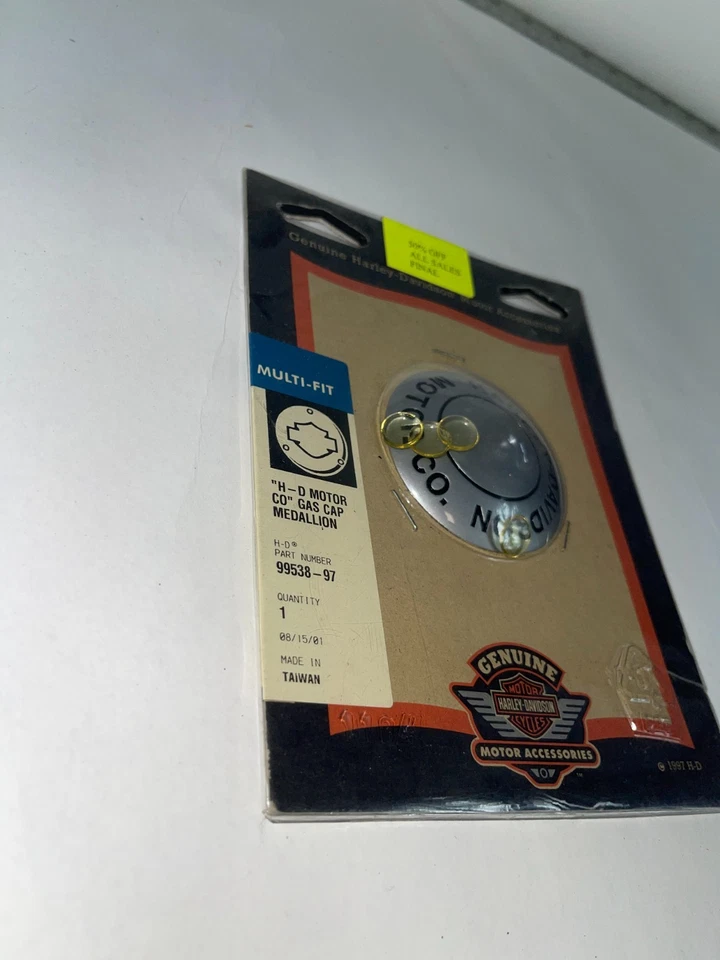 50% OFF
ALL SALES
FINAL
Genuine Harley-Davidson Motor Accessories
MULTI-FIT
"H-D MOTOR
CO" GAS CAP
MEDALLION
H-D®
PART NUMBER
99538-97
QUANTITY
1
08/15/01
MADE IN
TAIWAN
MOTOR CO.
DAVIDSON
GENUINE
MOTOR
HARLEY-DAVIDSON
CYCLES
MOTOR ACCESSORIES
™
© 1997 H-D